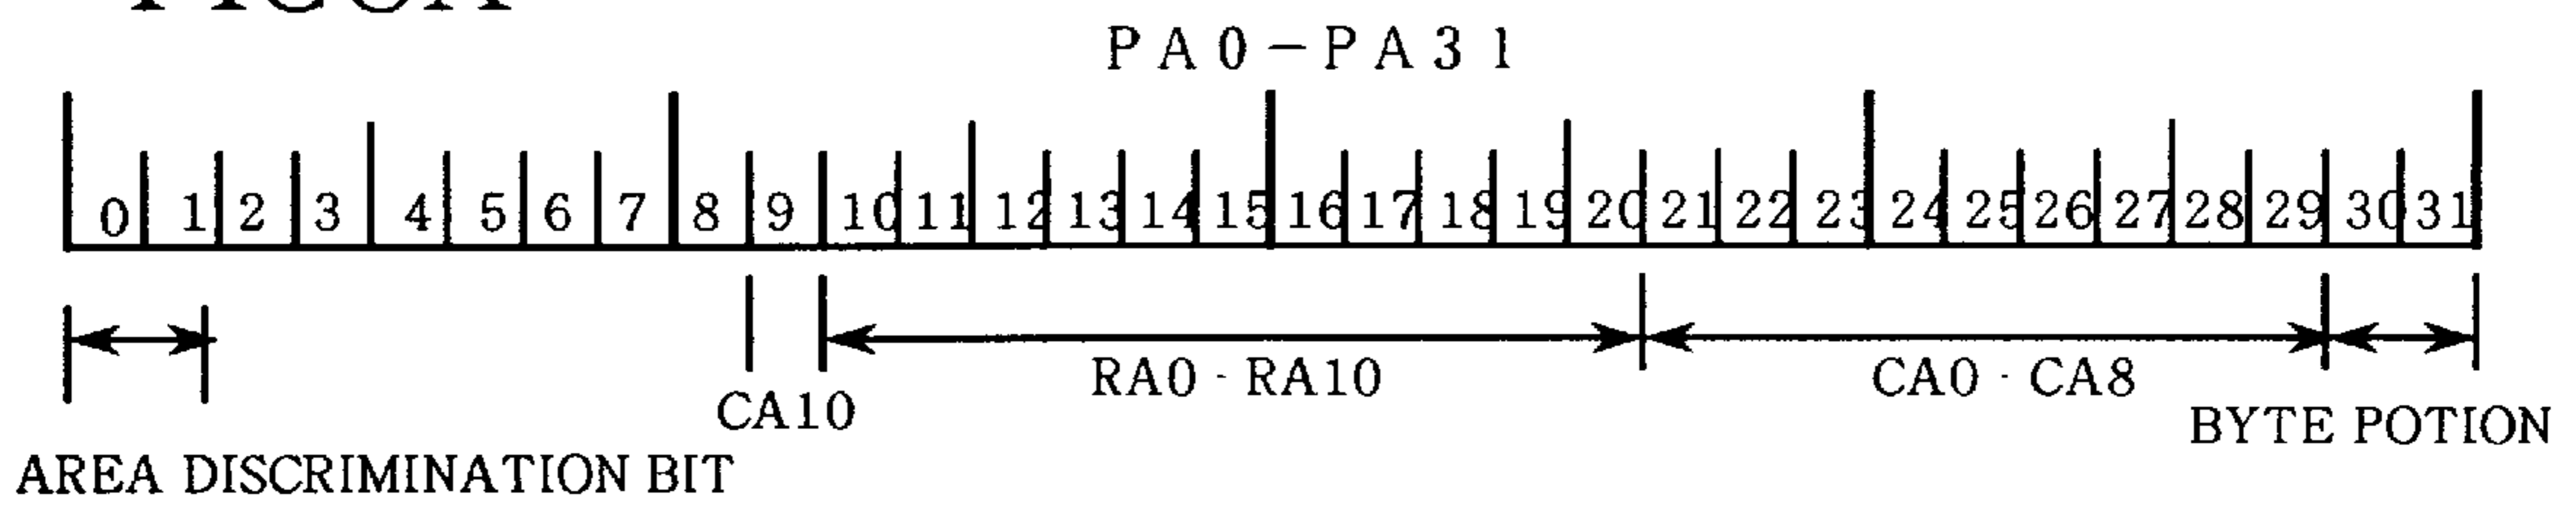 PA0-PA31
0 1 2 3 4 5 6 7 8 9 10 11 12 13 14 15 16 17 18 19 20 21 22 23 24 25 26 27 28 29 30 31
RA0 - RA10 CA0 - CA8
CA10 BYTE POTION
AREA DISCRIMINATION BIT